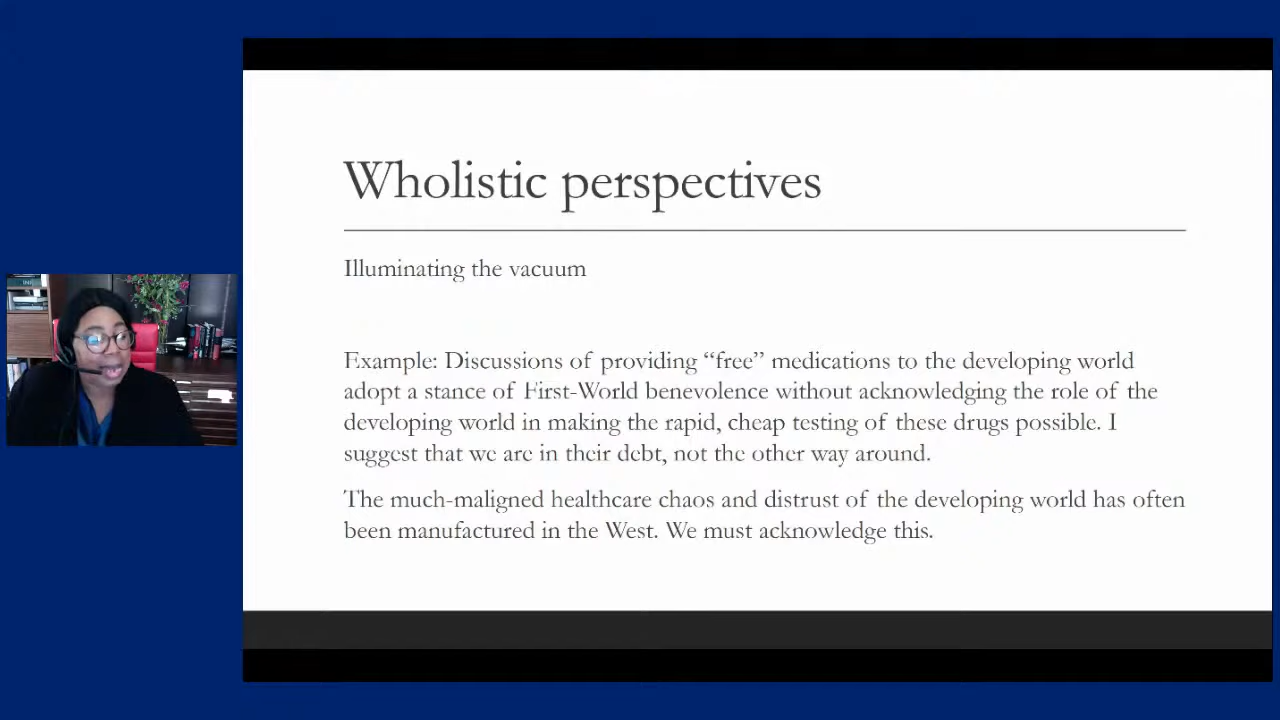 Wholistic perspectives
Illuminating the vacuum
Example: Discussions of providing “free” medications to the developing world
adopt a stance of First-World benevolence without acknowledging the role of the
developing world in making the rapid, cheap testing of these drugs possible. I
suggest that we are in their debt, not the other way around.
The much-maligned healthcare chaos and distrust of the developing world has often
been manufactured in the West. We must acknowledge this.